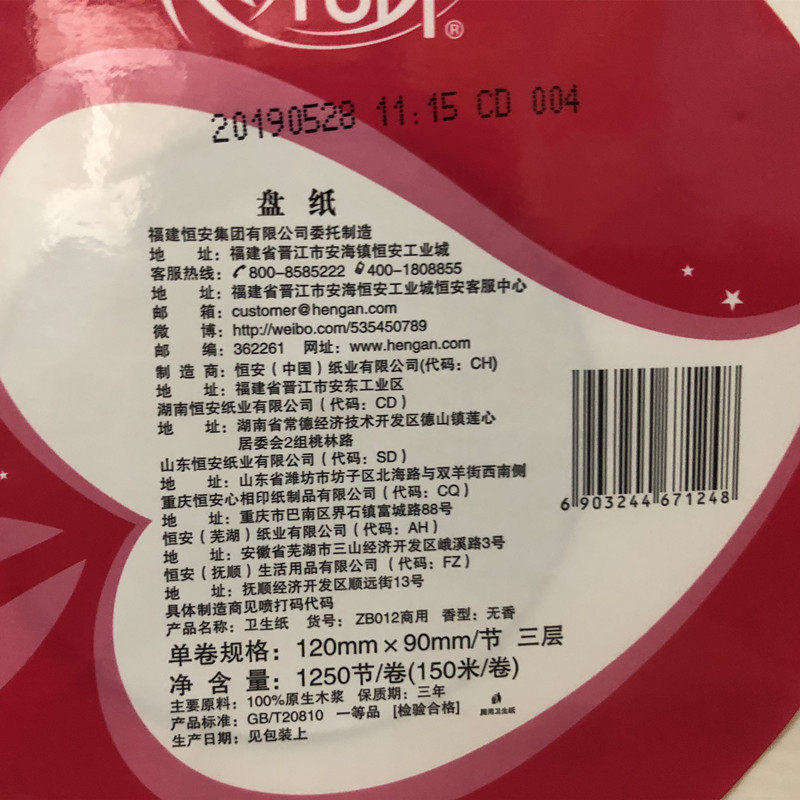 20190528 11:15 CD 004
盘纸
福建恒安集团有限公司委托制造
地 址：福建省晋江市安海镇恒安工业城
客服热线：800-8585222 400-1808855
地 址：福建省晋江市安海恒安工业城恒安客服中心
邮 箱：customer@hengan.com
微 博：http://weibo.com/535450789
邮 编：362261 网址：www.hengan.com
制 造 商：恒安（中国）纸业有限公司(代码：CH)
地 址：福建省晋江市安东工业区
湖南恒安纸业有限公司（代码：CD）
地 址：湖南省常德经济技术开发区德山镇莲心
居委会2组桃林路
山东恒安纸业有限公司（代码：SD）
地 址：山东省潍坊市坊子区北海路与双羊街西南侧
重庆恒安心相印纸制品有限公司（代码：CQ）
地 址：重庆市巴南区界石镇富城路88号
恒安（芜湖）纸业有限公司（代码：AH）
地 址：安徽省芜湖市三山经济开发区峨溪路3号
恒安（抚顺）生活用品有限公司（代码：FZ）
地 址：抚顺经济开发区顺远街13号
具体制造商见喷打码代码
产品名称：卫生纸 货号：ZB012商用 香型：无香
单卷规格：120mm×90mm/节 三层
净 含 量：1250节/卷(150米/卷)
主要原料：100%原生木浆 保质期：三年
产品标准：GB/T20810 一等品 [检验合格]
厕用卫生纸
生产日期：见包装上
6 903244 671248